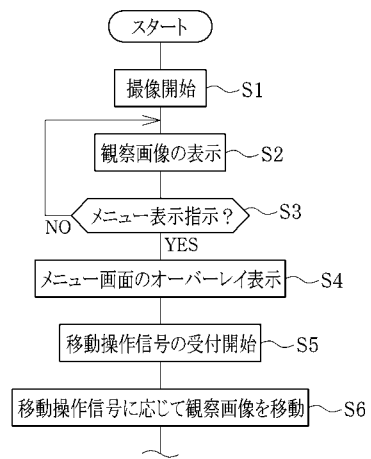 スタート
撮像開始 S1
観察画像の表示 S2
メニュー表示指示? S3
NO
YES
メニュー画面のオーバーレイ表示 S4
移動操作信号の受付開始 S5
移動操作信号に応じて観察画像を移動 S6